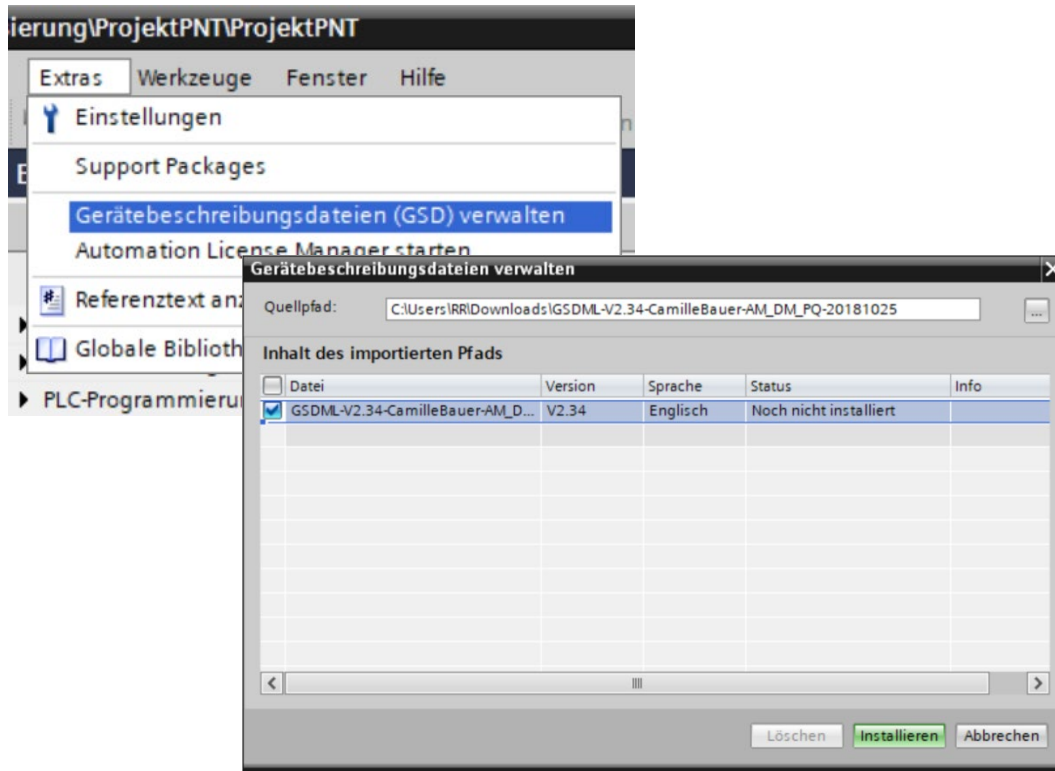 ierung\ProjektPNT\ProjektPNT
Extras Werkzeuge Fenster Hilfe
Einstellungen
Support Packages
Gerätebeschreibungsdateien (GSD) verwalten
Automation License Manager starten
Referenztext anz
Globale Biblioth
PLC-Programmieru
Gerätebeschreibungsdateien verwalten
Quellpfad: C:\Users\RR\Downloads\GSDML-V2.34-CamilleBauer-AM_DM_PQ-20181025 ...
Inhalt des importierten Pfads
Datei Version Sprache Status Info
GSDML-V2.34-CamilleBauer-AM_D... V2.34 Englisch Noch nicht installiert
Löschen Installieren Abbrechen